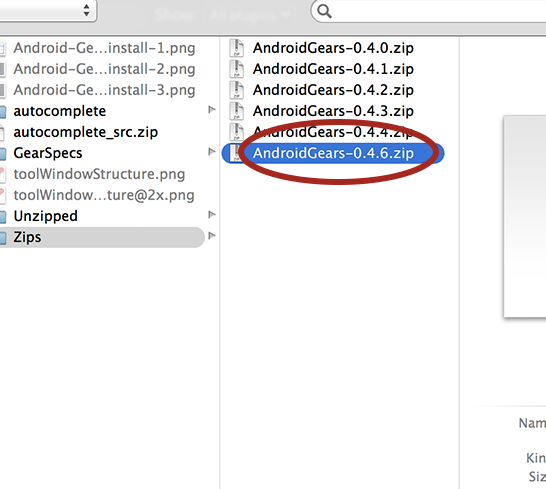 Show: All plugins
Android-Ge...install-1.png
Android-Ge...install-2.png
Android-Ge...install-3.png
autocomplete
autocomplete_src.zip
GearSpecs
toolWindowStructure.png
toolWindow...ture@2x.png
Unzipped
Zips
AndroidGears-0.4.0.zip
AndroidGears-0.4.1.zip
AndroidGears-0.4.2.zip
AndroidGears-0.4.3.zip
AndroidGears-0.4.4.zip
AndroidGears-0.4.6.zip
Nam
Kin
Siz